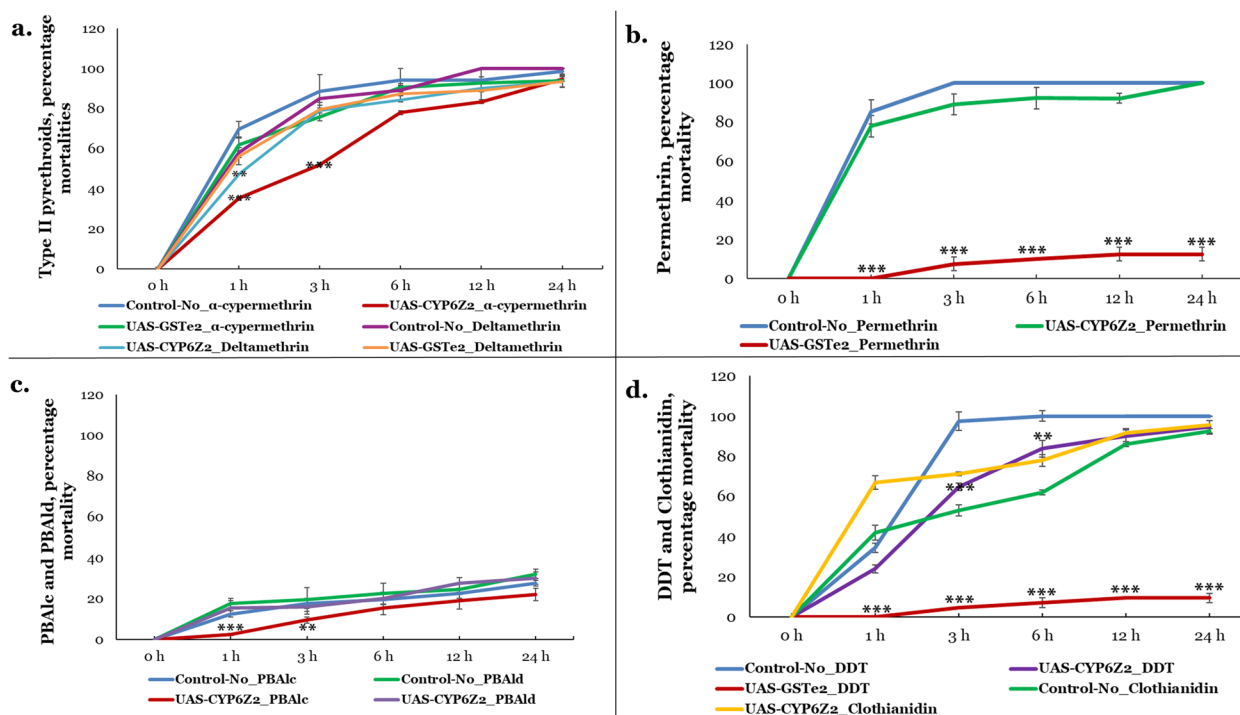 a.
Type II pyrethroids, percentage
mortalities
120
100
80
60
40
20
0
**
***
***
0 h 1 h 3 h 6 h 12 h 24 h
Control-No_α-cypermethrin UAS-CYP6Z2_α-cypermethrin
UAS-GSTe2_α-cypermethrin Control-No_Deltamethrin
UAS-CYP6Z2_Deltamethrin UAS-GSTe2_Deltamethrin
b.
Permethrin, percentage
mortality
120
100
80
60
40
20
0
*** *** *** *** ***
0 h 1 h 3 h 6 h 12 h 24 h
Control-No_Permethrin UAS-CYP6Z2_Permethrin
UAS-GSTe2_Permethrin
c.
PBAlc and PBAld, percentage
mortality
120
100
80
60
40
20
0
*** **
0 h 1 h 3 h 6 h 12 h 24 h
Control-No_PBAlc Control-No_PBAld
UAS-CYP6Z2_PBAlc UAS-CYP6Z2_PBAld
d.
DDT and Clothianidin,
percentage mortality
120
100
80
60
40
20
0
**
***
*** *** *** *** ***
0 h 1 h 3 h 6 h 12 h 24 h
Control-No_DDT UAS-CYP6Z2_DDT
UAS-GSTe2_DDT Control-No_Clothianidin
UAS-CYP6Z2_Clothianidin